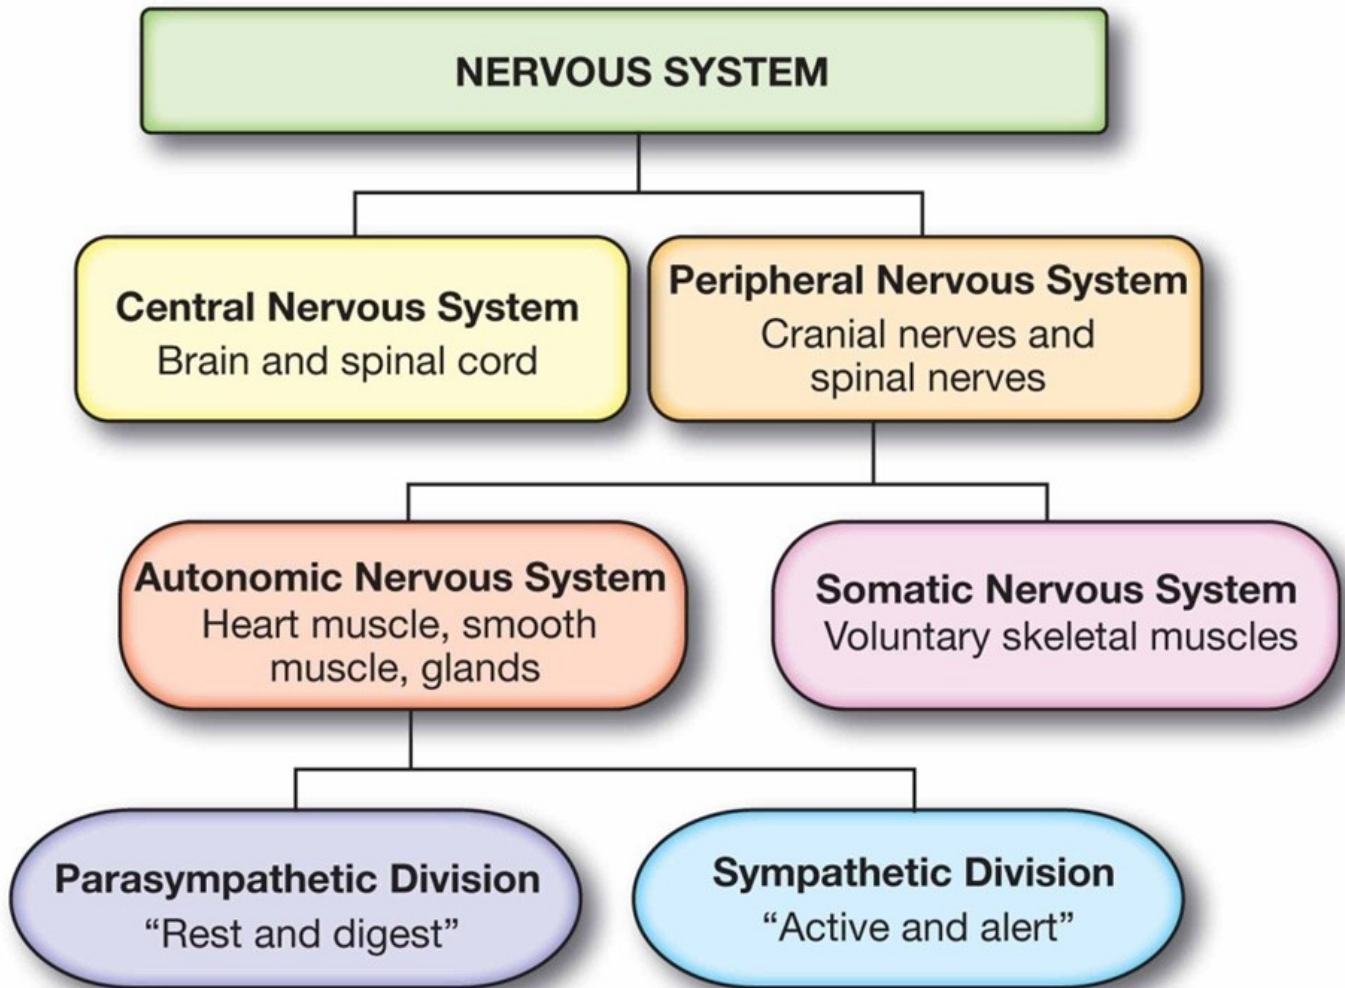 NERVOUS SYSTEM
Central Nervous System
Brain and spinal cord
Peripheral Nervous System
Cranial nerves and
spinal nerves
Autonomic Nervous System
Heart muscle, smooth
muscle, glands
Somatic Nervous System
Voluntary skeletal muscles
Parasympathetic Division
“Rest and digest”
Sympathetic Division
“Active and alert”